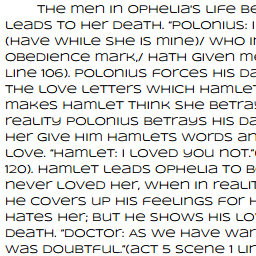 The men in Ophelia's life be
leads to her death. "Polonius: I
(Have while she is mine)/ Who i
obedience mark,/ Hath given m
line 106). Polonius forces his da
the love letters which Hamle
makes Hamlet think she betra
reality Polonius betrays his da
her give him Hamlets words an
love. "Hamlet: I loved you not."
120). Hamlet leads Ophelia to b
never loved her, when in realit
he covers up his feelings for h
hates her; but he shows his lo
death. "Doctor: As we have war
was doubtful."(act 5 scene 1 lin